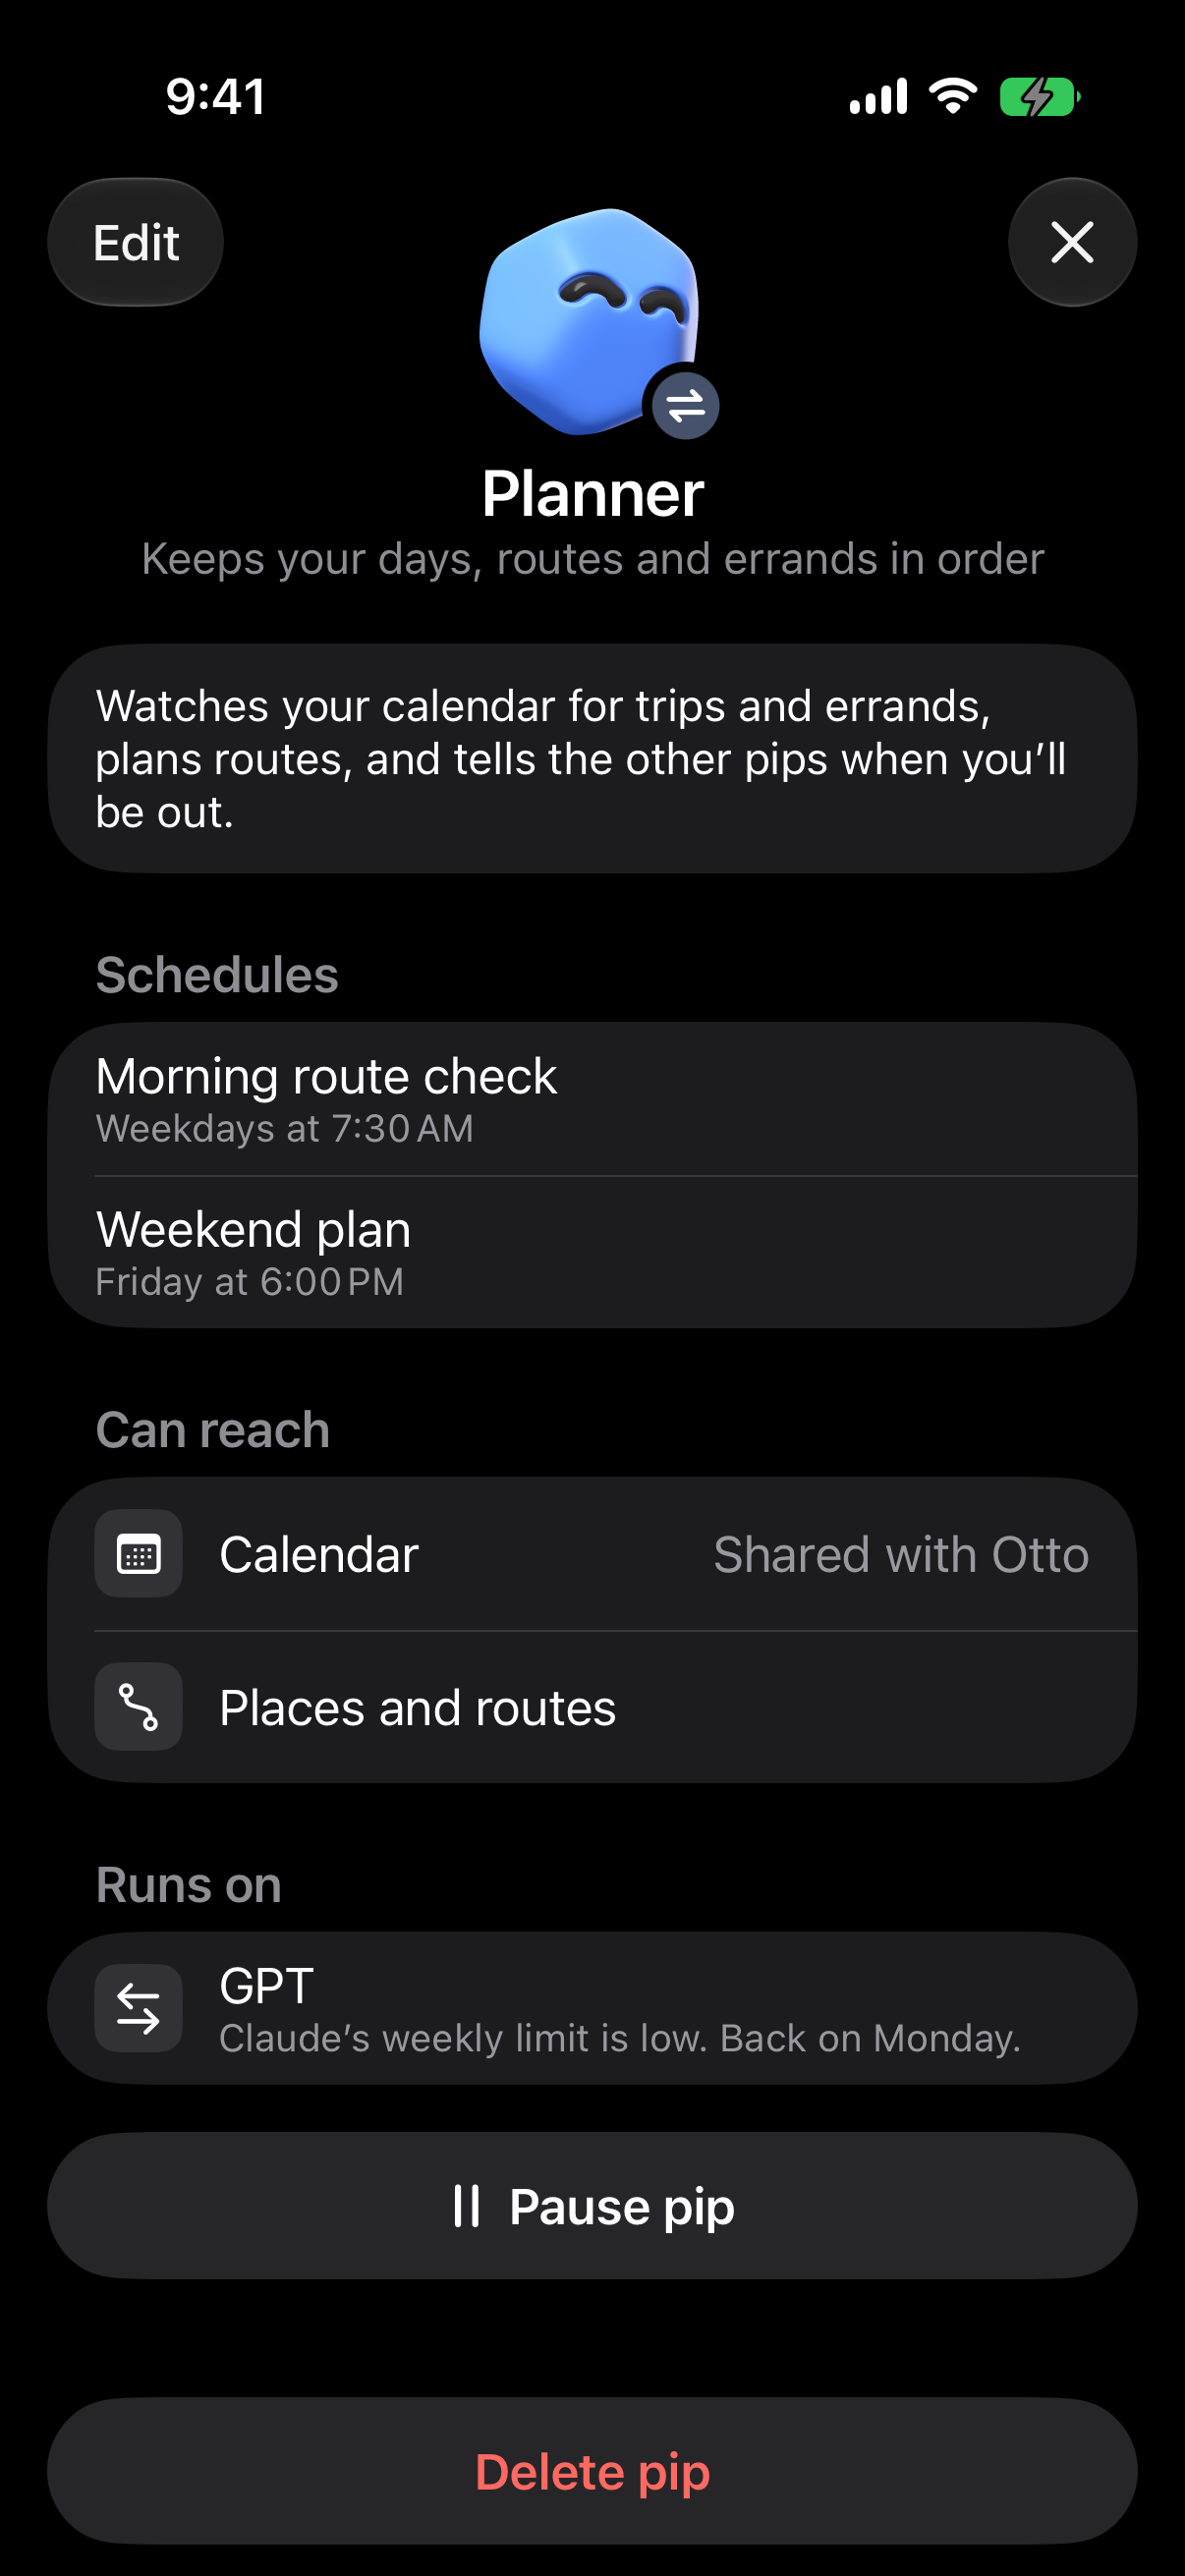 9:41
Edit
Planner
Keeps your days, routes and errands in order
Watches your calendar for trips and errands,
plans routes, and tells the other pips when you’ll
be out.
Schedules
Morning route check
Weekdays at 7:30 AM
Weekend plan
Friday at 6:00 PM
Can reach
Calendar
Shared with Otto
Places and routes
Runs on
GPT
Claude’s weekly limit is low. Back on Monday.
Pause pip
Delete pip